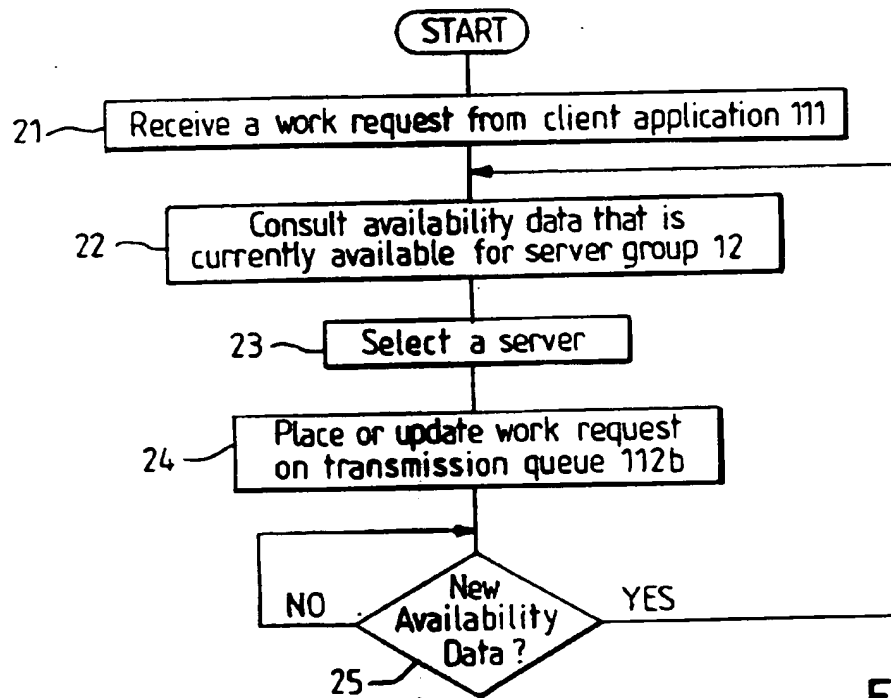 START
21
Receive a work request from client application 111
22
Consult availability data that is
currently available for server group 12
23
Select a server
24
Place or update work request
on transmission queue 112b
NO
New
Availability
Data ?
YES
25